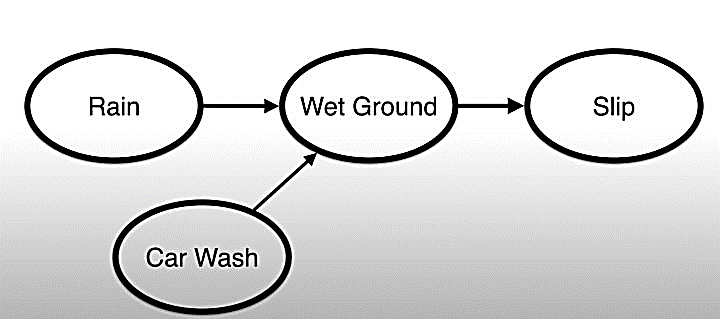 Rain
Wet Ground
Slip
Car Wash